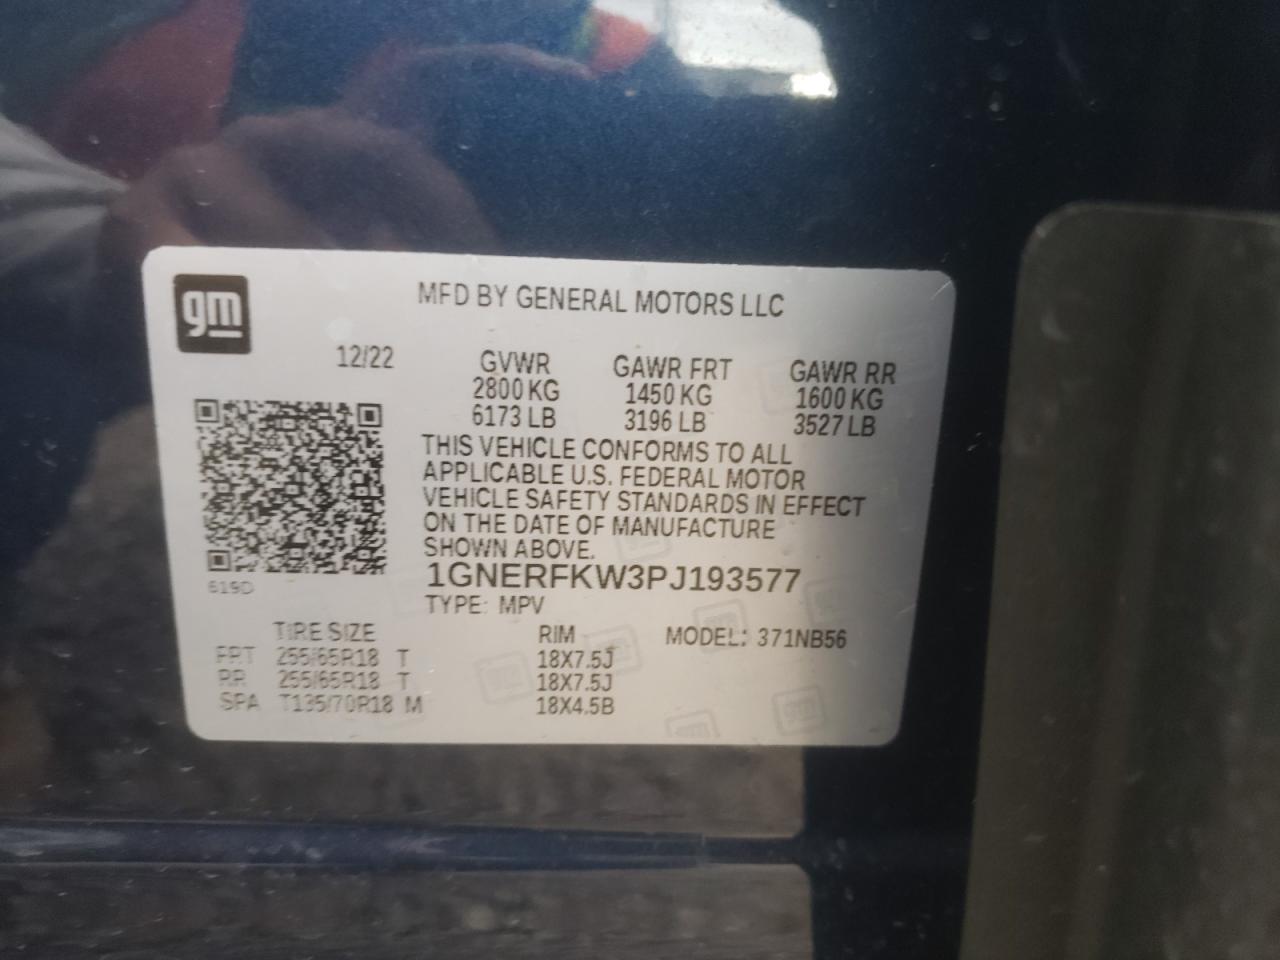 gm
MFD BY GENERAL MOTORS LLC
12/22 GVWR GAWR FRT GAWR RR
2800 KG 1450 KG 1600 KG
6173 LB 3196 LB 3527 LB
THIS VEHICLE CONFORMS TO ALL
APPLICABLE U.S. FEDERAL MOTOR
VEHICLE SAFETY STANDARDS IN EFFECT
ON THE DATE OF MANUFACTURE
SHOWN ABOVE.
619D
1GNERFKW3PJ193577
TYPE: MPV
TIRE SIZE RIM MODEL: 371NB56
FRT 255/65R18 T 18X7.5J
RR 255/65R18 T 18X7.5J
SPA T135/70R18 M 18X4.5B